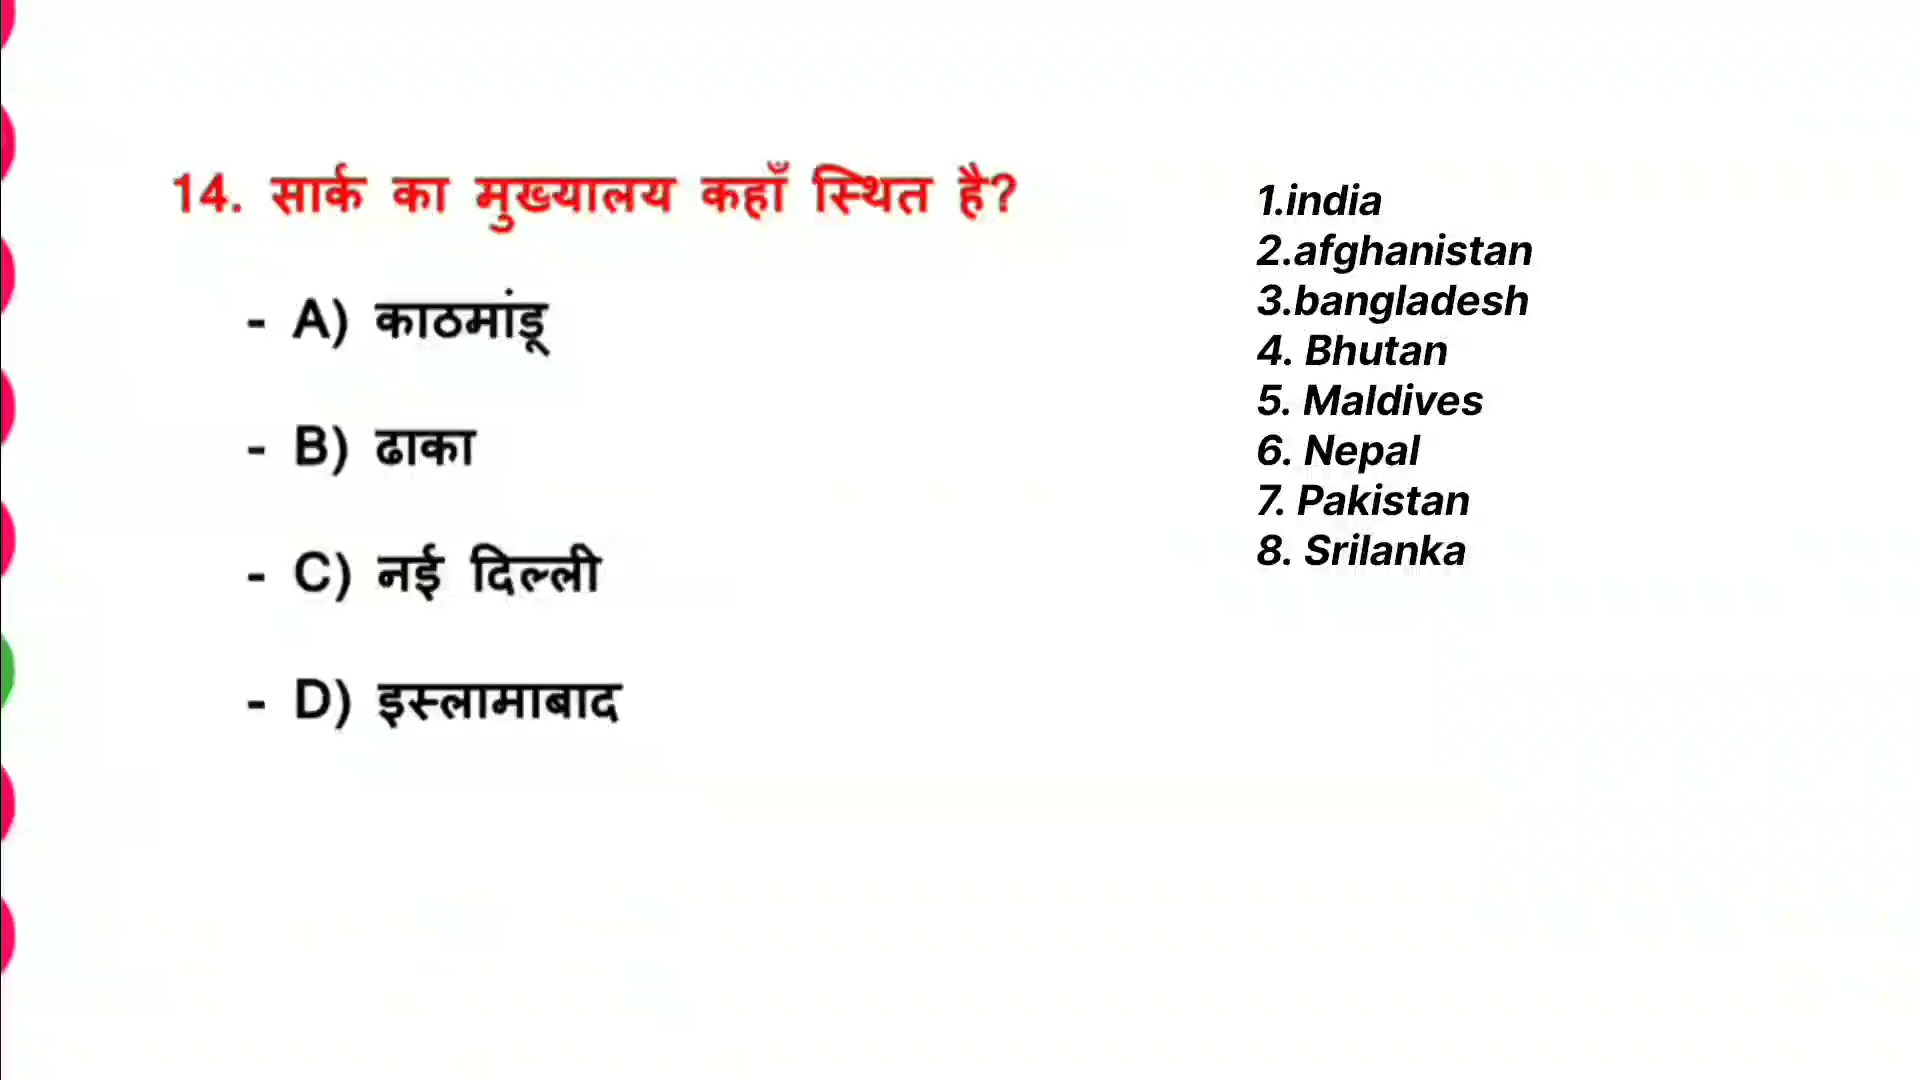 14. सार्क का मुख्यालय कहाँ स्थित है?
- A) काठमांडू
- B) ढाका
- C) नई दिल्ली
- D) इस्लामाबाद
1.india
2.afghanistan
3.bangladesh
4. Bhutan
5. Maldives
6. Nepal
7. Pakistan
8. Srilanka